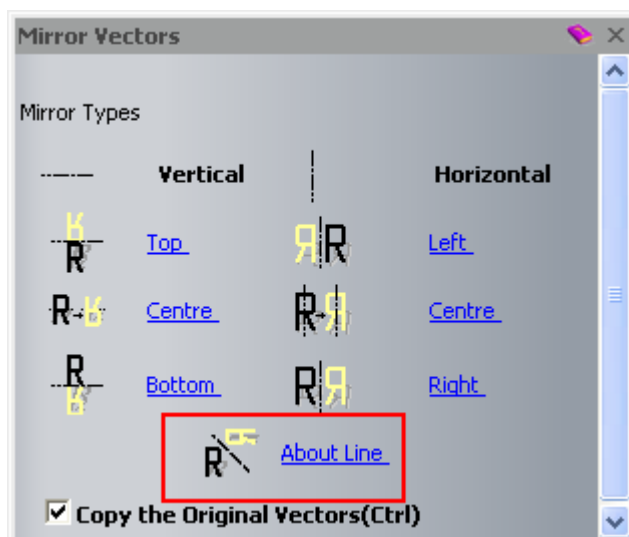 Mirror Vectors
Mirror Types
Vertical Horizontal
Top Left
Centre Centre
Bottom Right
About Line
Copy the Original Vectors(Ctrl)